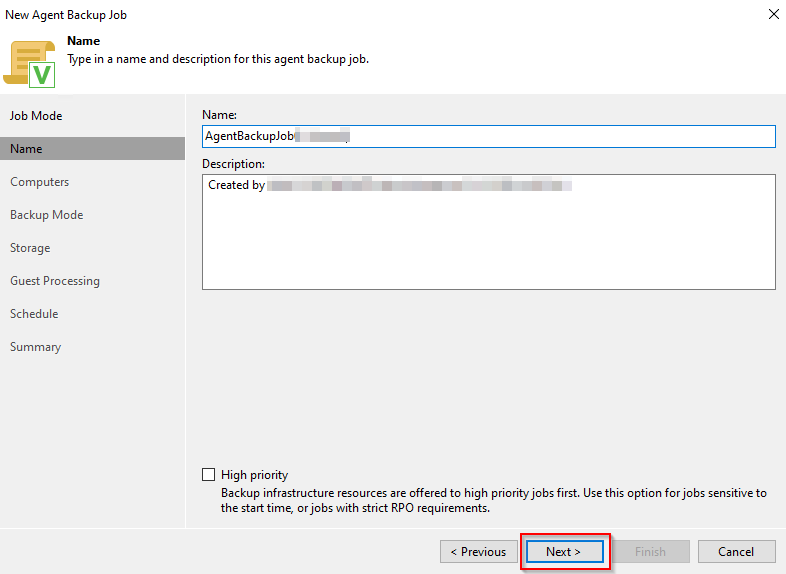 New Agent Backup Job
Name
Type in a name and description for this agent backup job.
Job Mode
Name
Computers
Backup Mode
Storage
Guest Processing
Schedule
Summary
Name:
AgentBackupJob
Description:
Created by
High priority
Backup infrastructure resources are offered to high priority jobs first. Use this option for jobs sensitive to
the start time, or jobs with strict RPO requirements.
< Previous
Next >
Finish
Cancel